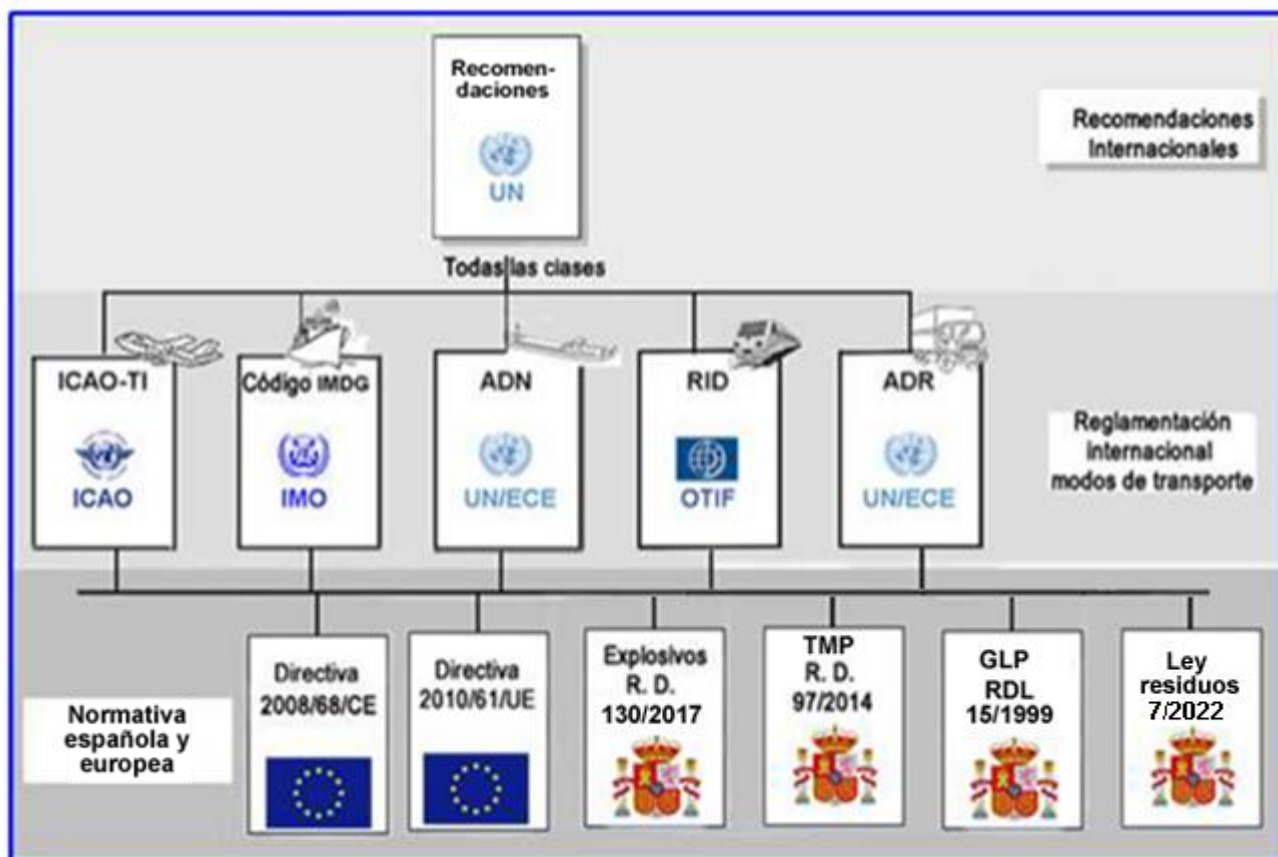 Recomen-
daciones
UN
Recomendaciones
Internacionales
Todas las clases
ICAO-TI
ICAO
Código IMDG
IMO
ADN
UN/ECE
RID
OTIF
ADR
UN/ECE
Reglamentación
internacional
modos de transporte
Normativa
española y
europea
Directiva
2008/68/CE
Directiva
2010/61/UE
Explosivos
R. D.
130/2017
TMP
R. D.
97/2014
GLP
RDL
15/1999
Ley
residuos
7/2022